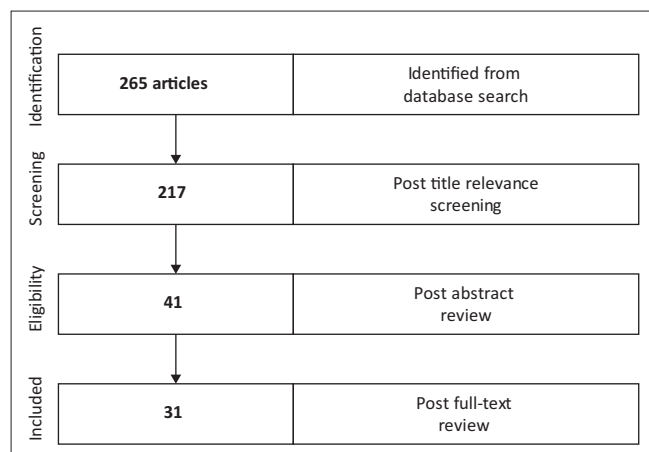 Identification
265 articles
Identified from
database search
Screening
217
Post title relevance
screening
Eligibility
41
Post abstract
review
Included
31
Post full-text
review